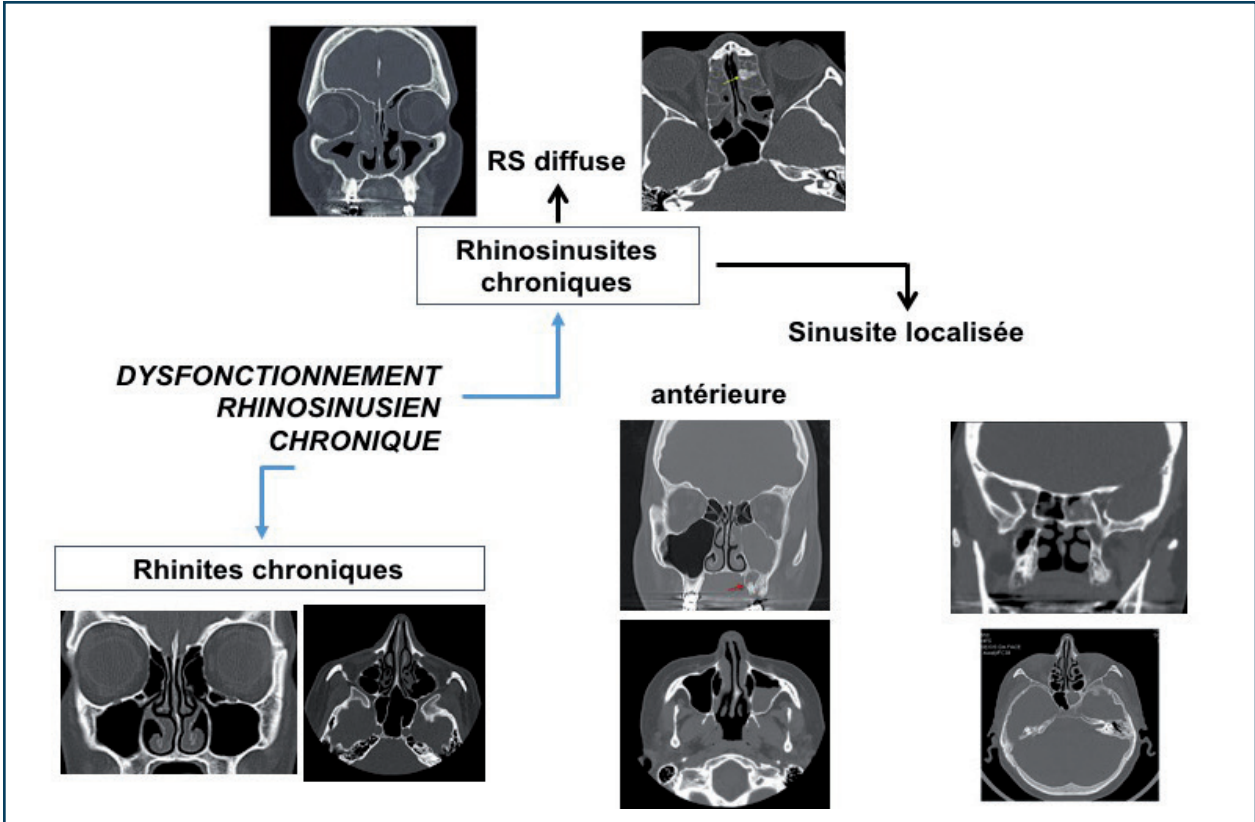 RS diffuse
Rhinosinusites
chroniques
Sinusite localisée
DYSFONCTIONNEMENT
RHINOSINUSIEN
CHRONIQUE
antérieure
Rhinites chroniques